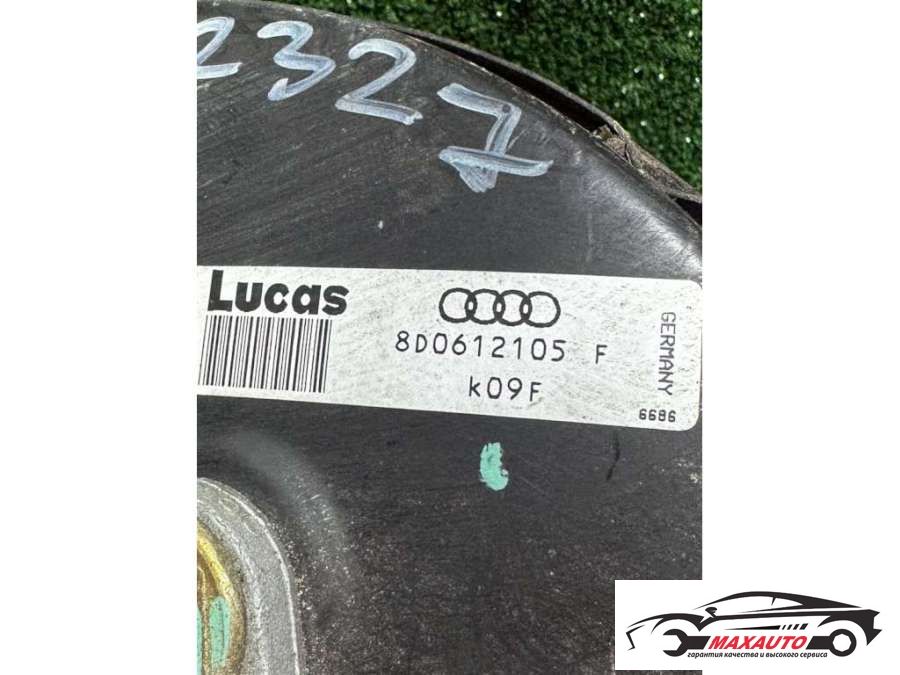 2327
Lucas
8D0612105 F
k09F
GERMANY
6686
MAXAUTO
гарантия качества и высокого сервиса